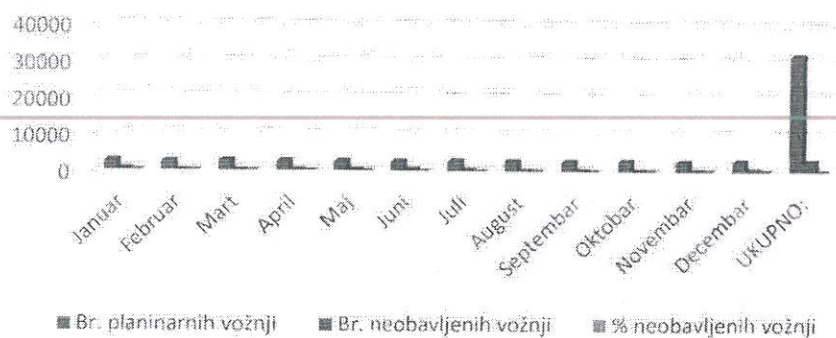 40000
30000
20000
10000
0
Januar
Februar
Mart
April
Maj
Juni
Juli
August
Septembar
Oktobar
Novembar
Decembar
UKUPNO:
Br. planinarnih vožnji
Br. neobavljenih vožnji
% neobavljenih vožnji